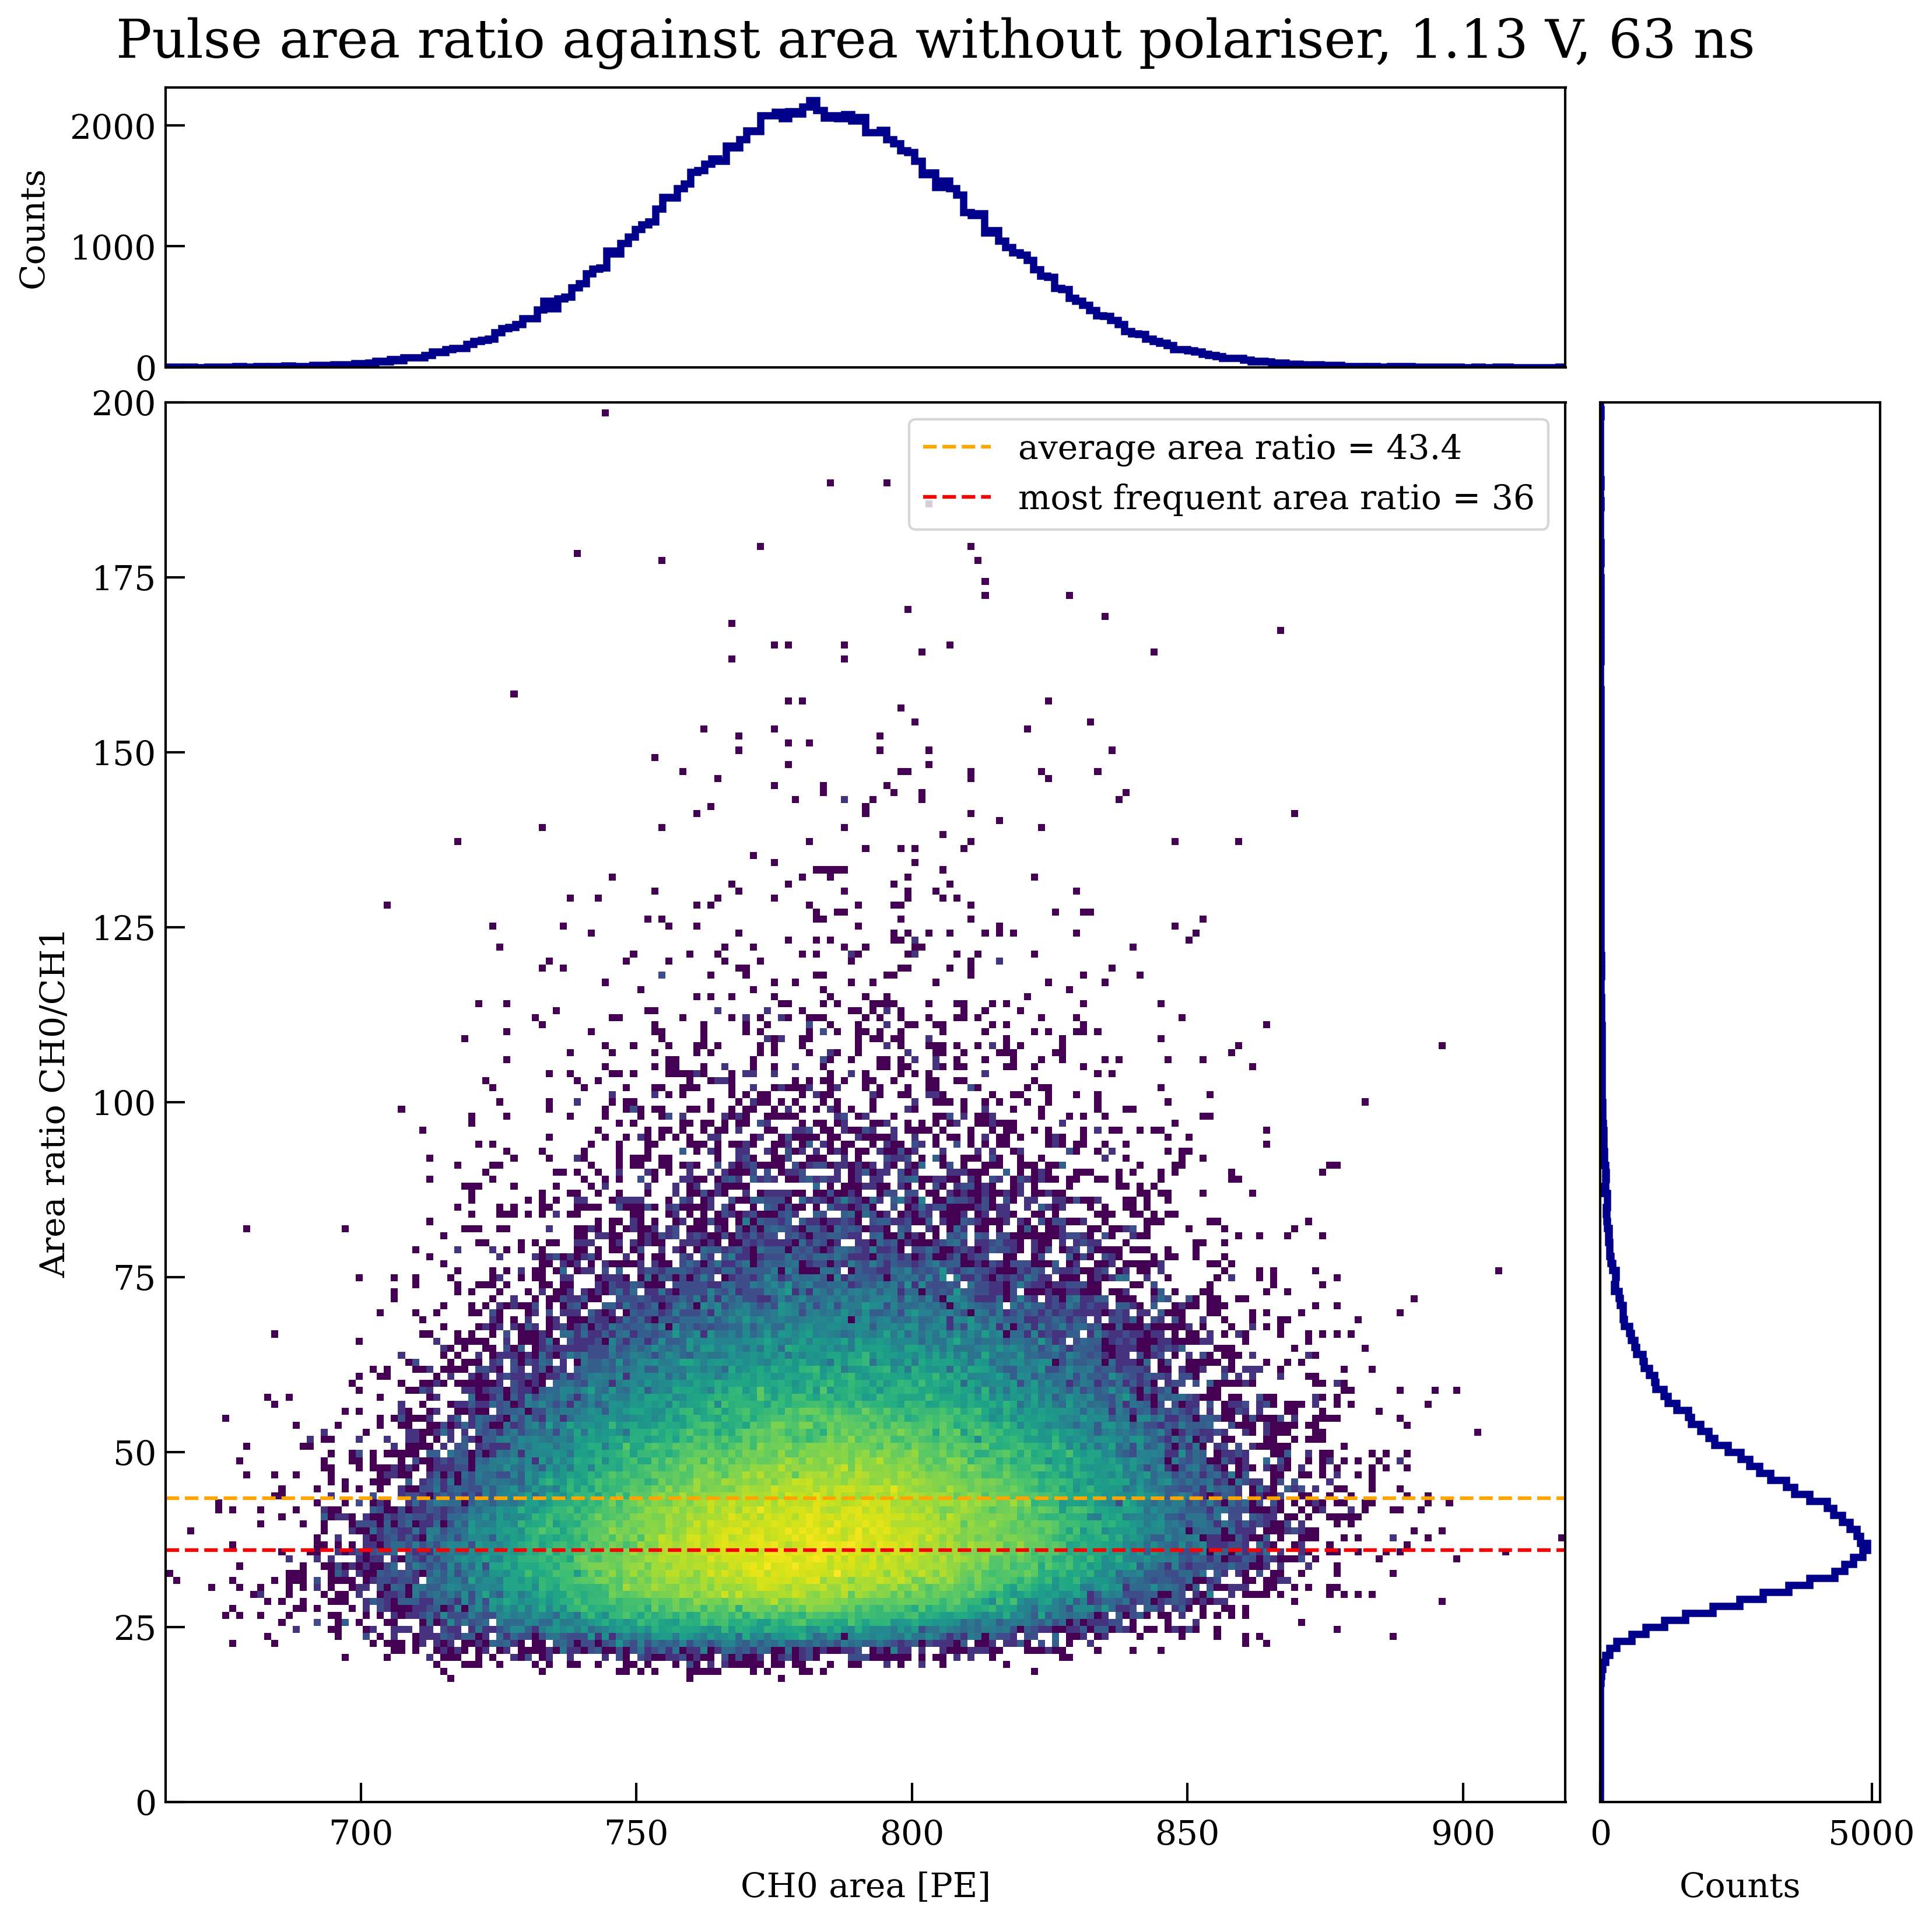 Pulse area ratio against area without polariser, 1.13 V, 63 ns
2000
1000
0
Counts
200
175
150
125
100
75
50
25
0
Area ratio CH0/CH1
average area ratio = 43.4
most frequent area ratio = 36
700 750 800 850 900
CH0 area [PE]
0 5000
Counts